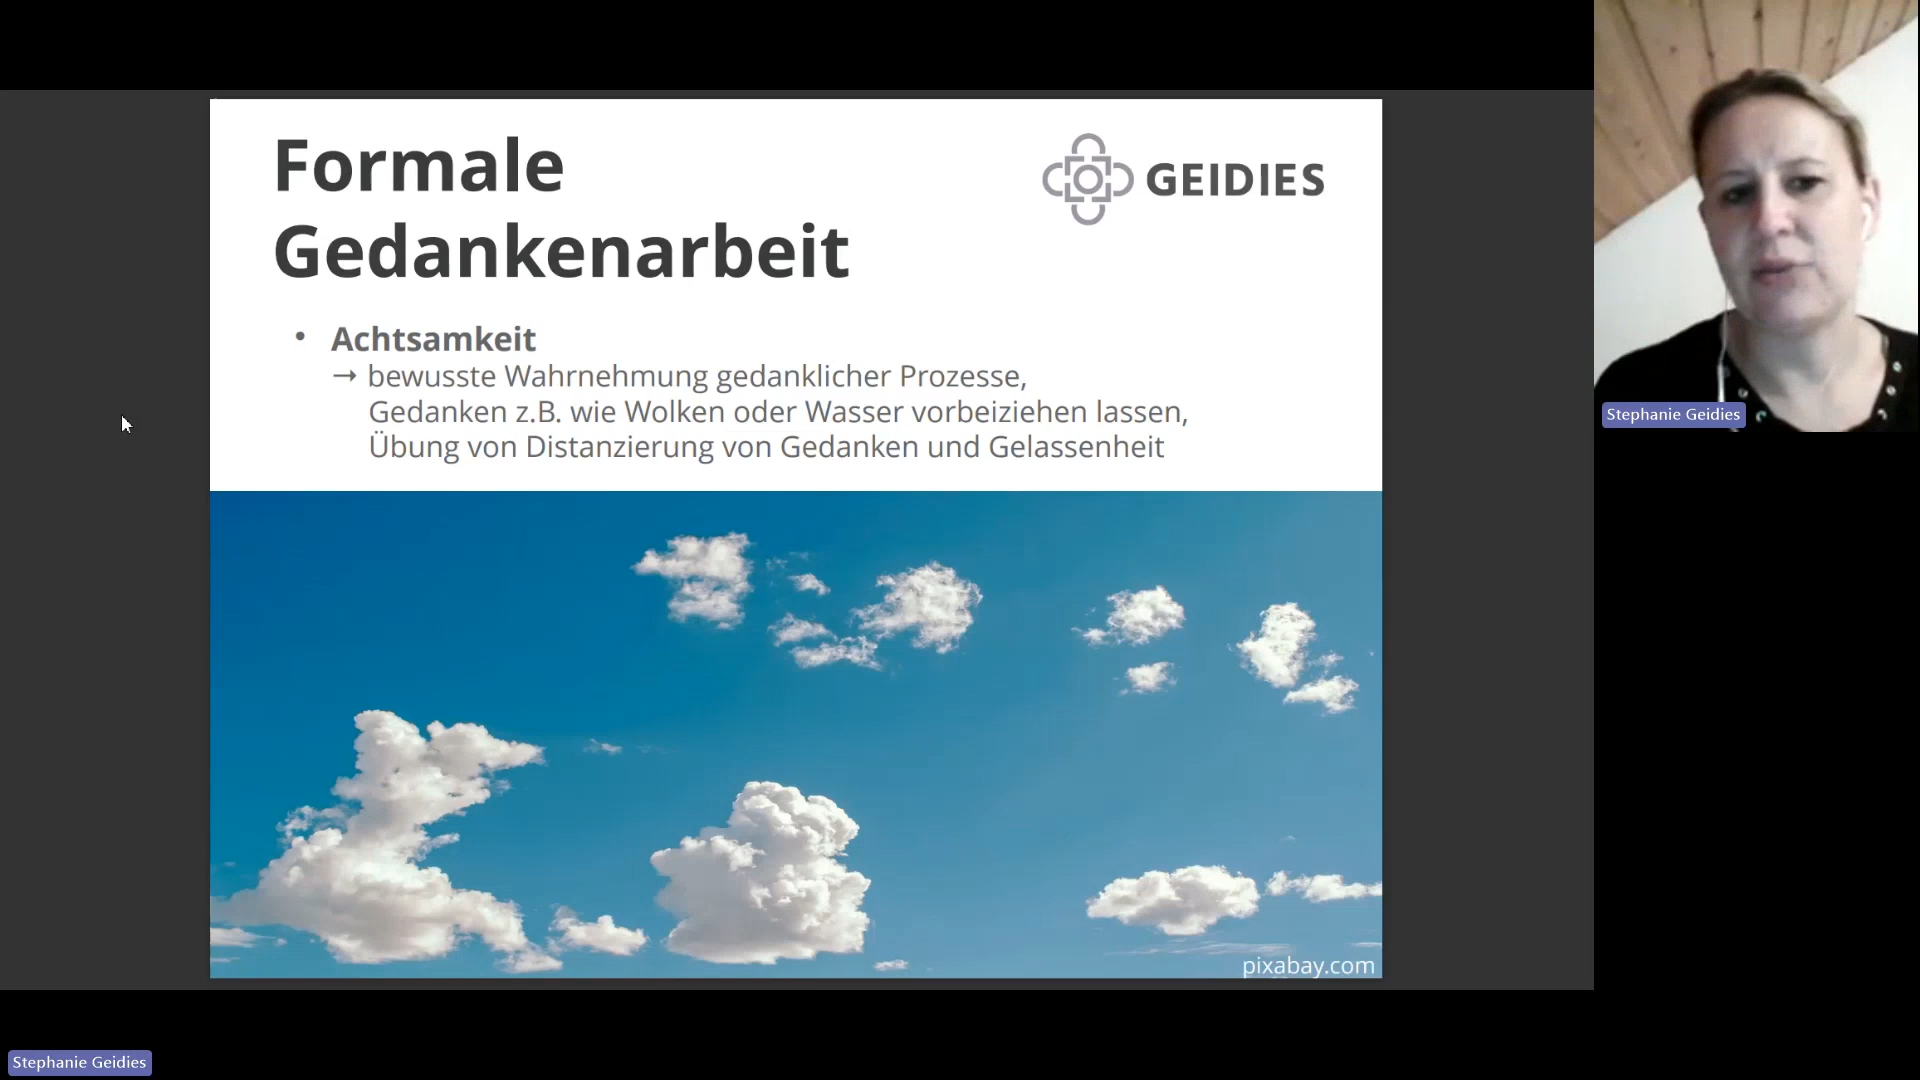 Formale
Gedankenarbeit
GEIDIES
• Achtsamkeit
→ bewusste Wahrnehmung gedanklicher Prozesse,
Gedanken z.B. wie Wolken oder Wasser vorbeiziehen lassen,
Übung von Distanzierung von Gedanken und Gelassenheit
pixabay.com
Stephanie Geidies
Stephanie Geidies